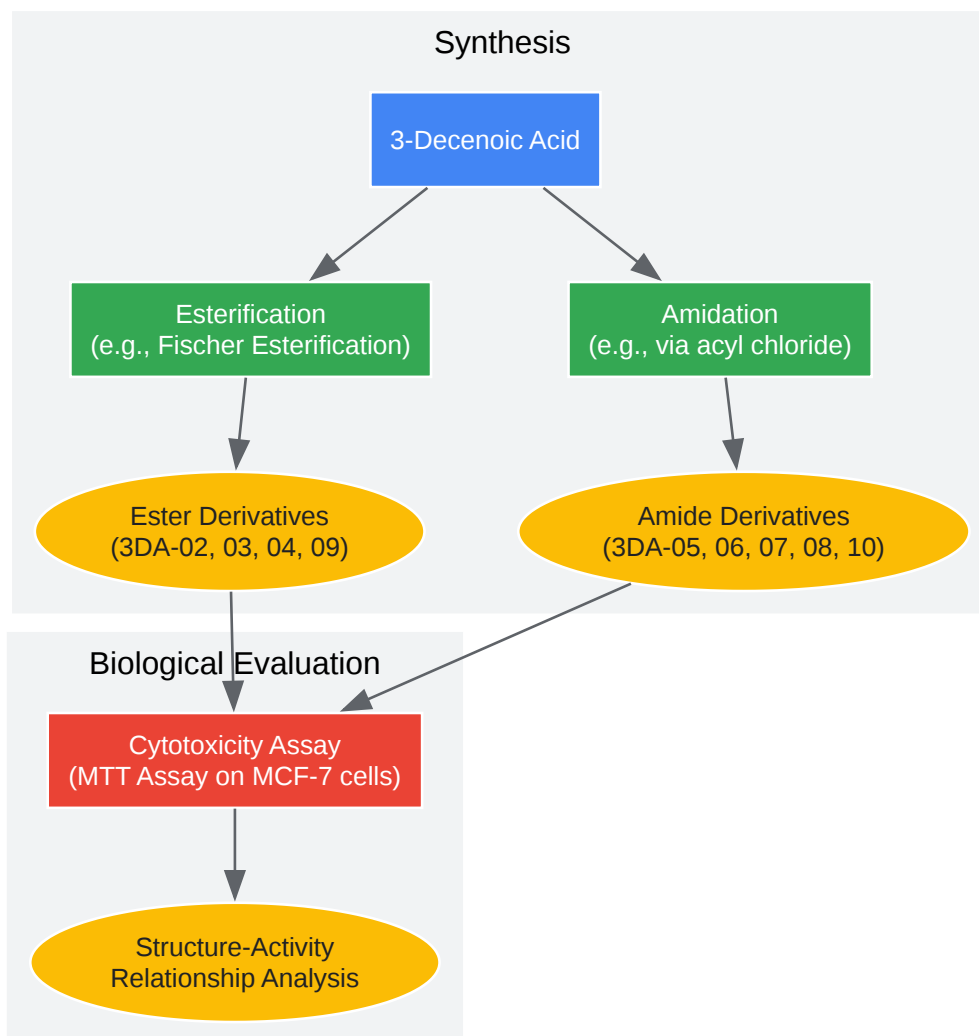 Synthesis
3-Decenoic Acid
Esterification
(e.g., Fischer Esterification)
Amidation
(e.g., via acyl chloride)
Ester Derivatives
(3DA-02, 03, 04, 09)
Amide Derivatives
(3DA-05, 06, 07, 08, 10)
Biological Evaluation
Cytotoxicity Assay
(MTT Assay on MCF-7 cells)
Structure-Activity
Relationship Analysis